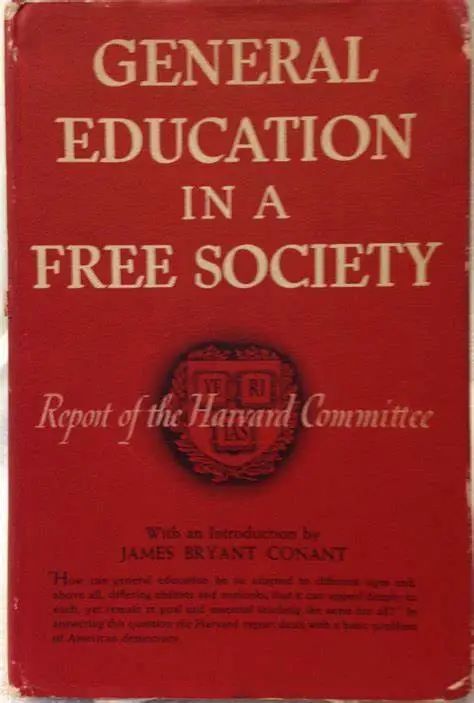 GENERAL
EDUCATION
IN A
FREE SOCIETY
VE RI
TAS
Report of the Harvard Committee
With an Introduction by
JAMES BRYANT CONANT
"How can general education be so adapted to different ages and,
above all, differing abilities and outlooks, that it can appeal deeply to
each, yet remain in goal and essential teaching the same for all?" In
answering this question the Harvard report deals with a basic problem
of American democracy.